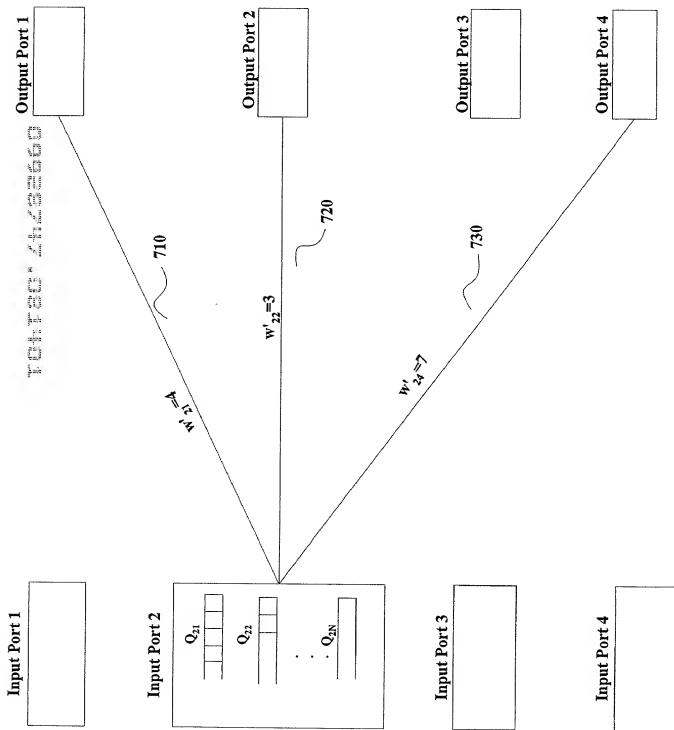 Input Port 1
Output Port 1
710
w'21=4
Input Port 2
Q21
Q22
. . .
Q2N
Output Port 2
720
w'22=3
Input Port 3
Output Port 3
730
w'24=7
Input Port 4
Output Port 4